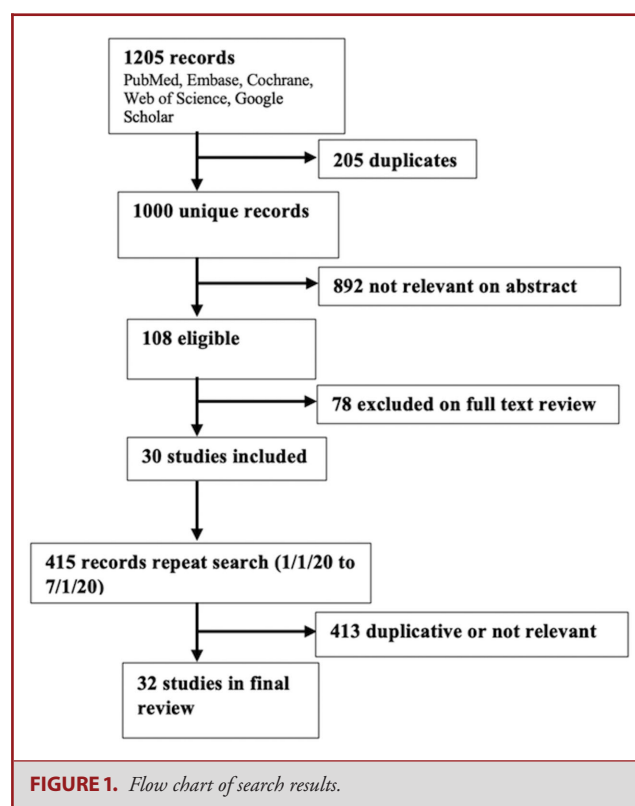 1205 records
PubMed, Embase, Cochrane,
Web of Science, Google
Scholar
205 duplicates
1000 unique records
892 not relevant on abstract
108 eligible
78 excluded on full text review
30 studies included
415 records repeat search (1/1/20 to
7/1/20)
413 duplicative or not relevant
32 studies in final
review
FIGURE 1. Flow chart of search results.